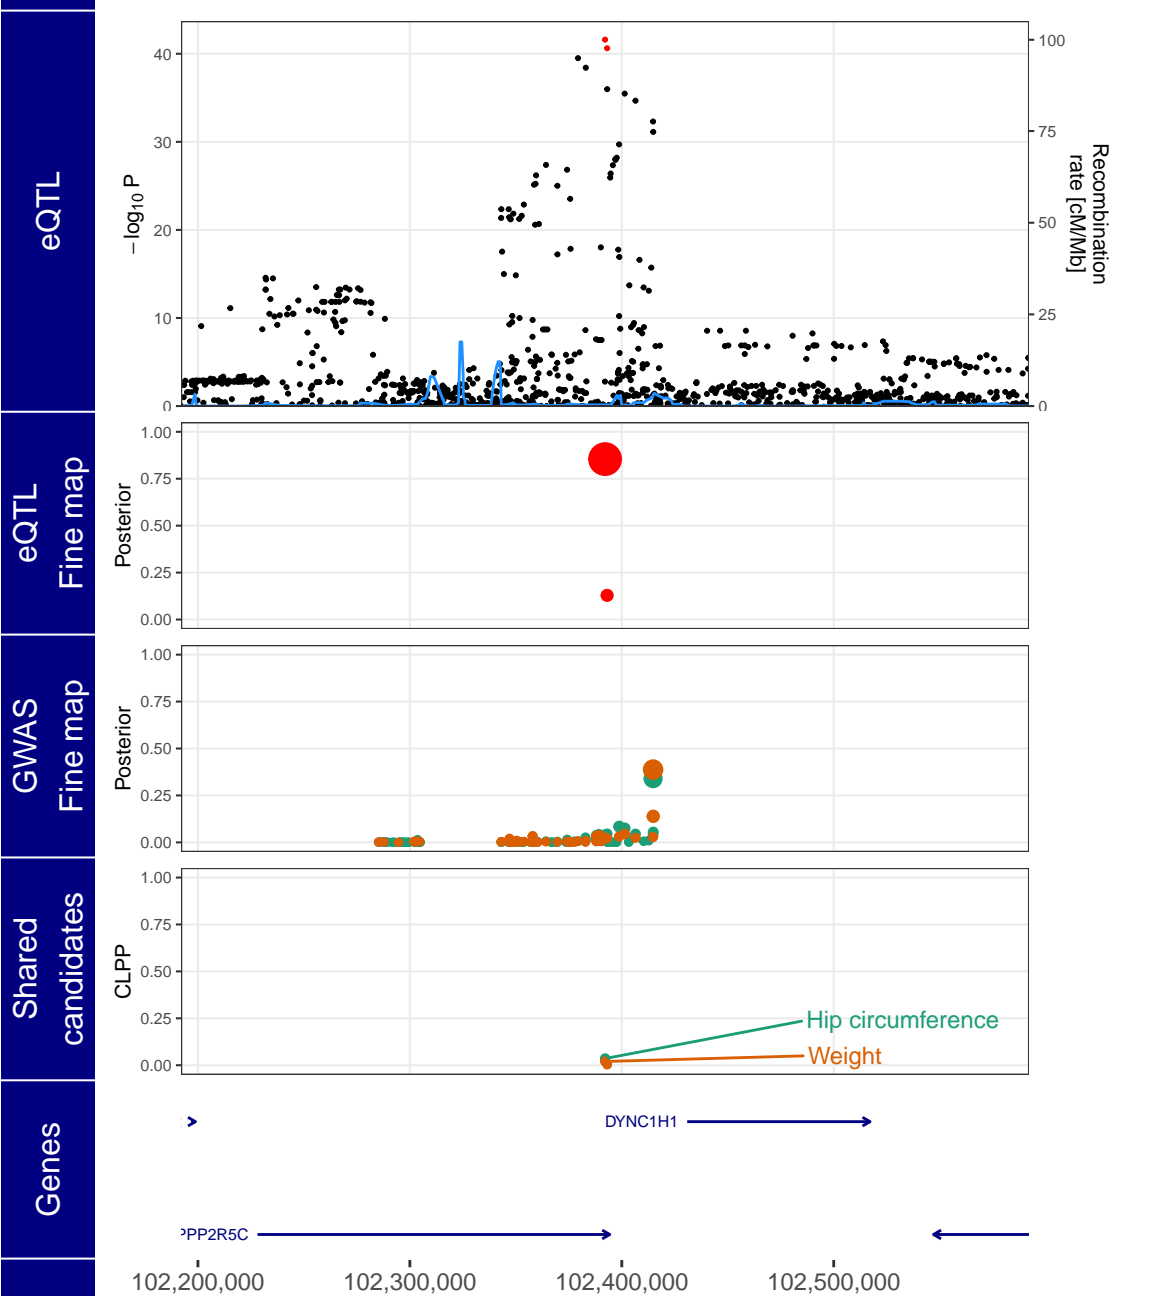 eQTL
−log10 P
40
30
20
10
0
100
75
50
25
0
Recombination
rate [cM/Mb]
eQTL
Fine map
Posterior
1.00
0.75
0.50
0.25
0.00
GWAS
Fine map
Posterior
1.00
0.75
0.50
0.25
0.00
Shared
candidates
CLPP
1.00
0.75
0.50
0.25
0.00
Hip circumference
Weight
Genes
DYNC1H1
PPP2R5C
102,200,000
102,300,000
102,400,000
102,500,000